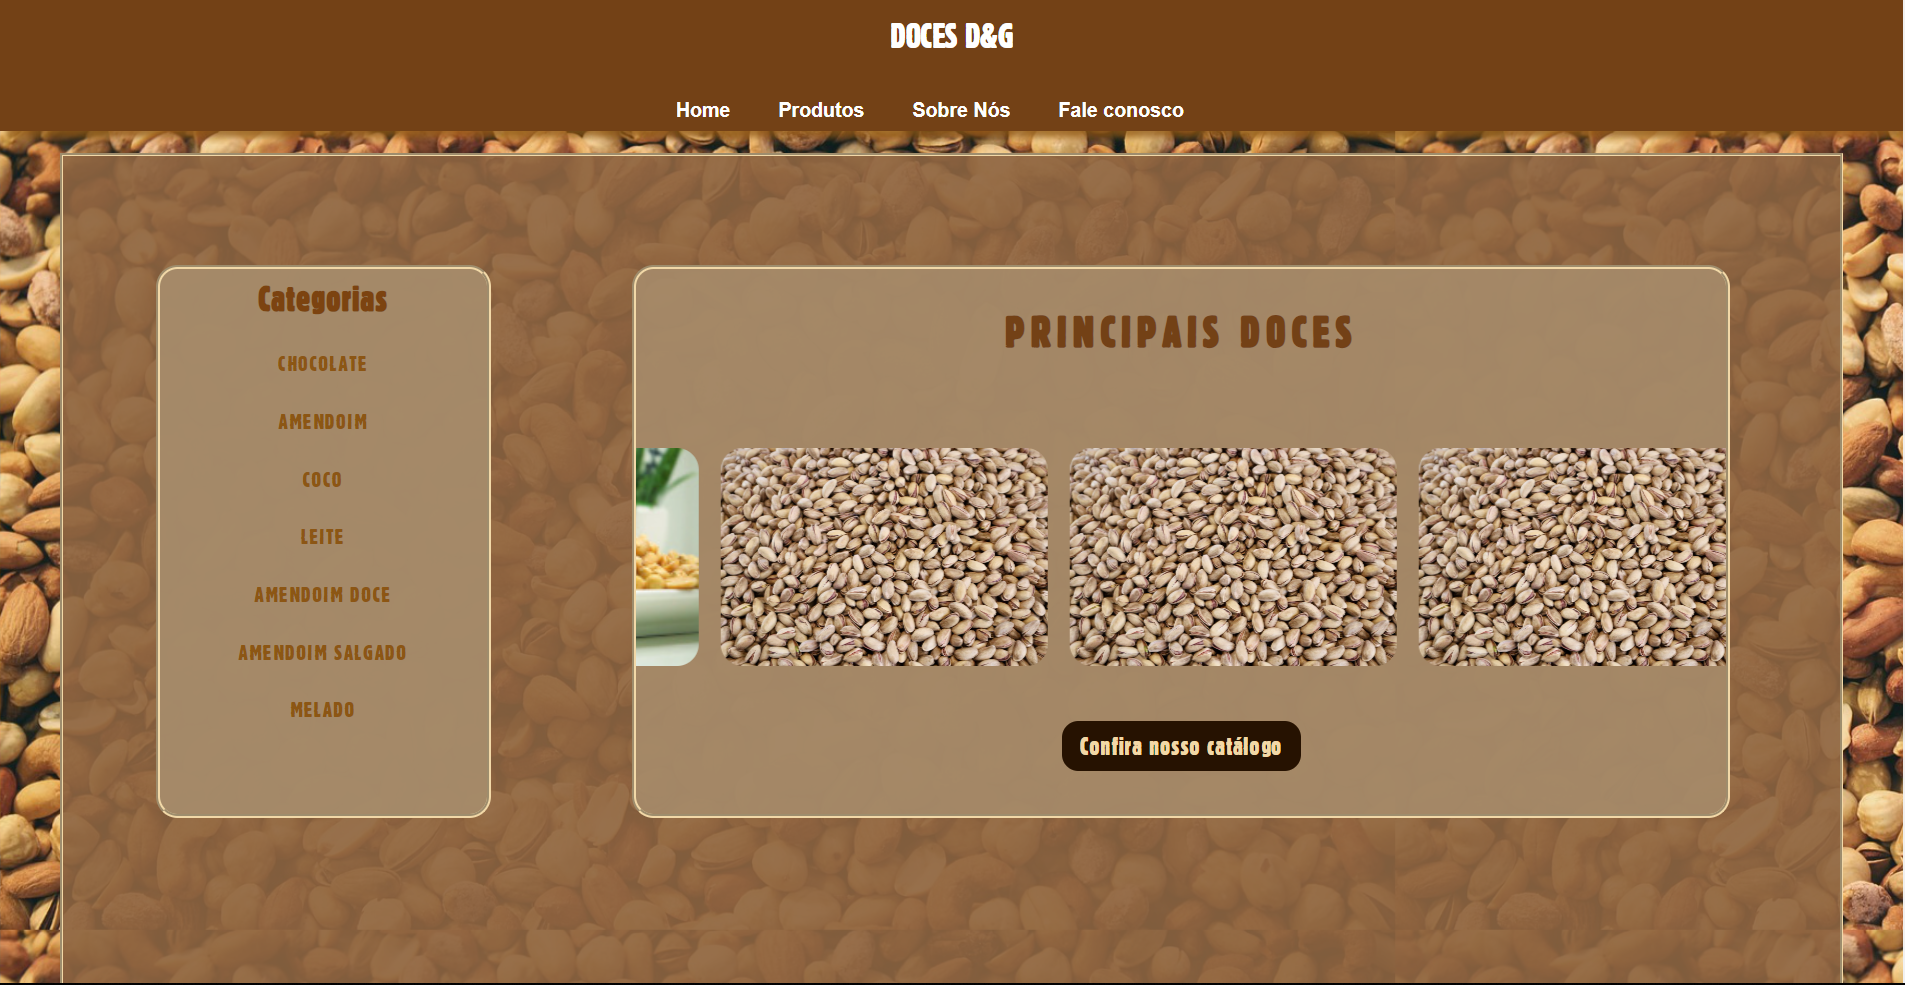 DOCES D&G
Home Produtos Sobre Nós Fale conosco
Categorias
CHOCOLATE
AMENDOIM
COCO
LEITE
AMENDOIM DOCE
AMENDOIM SALGADO
MELADO
PRINCIPAIS DOCES
Confira nosso catálogo